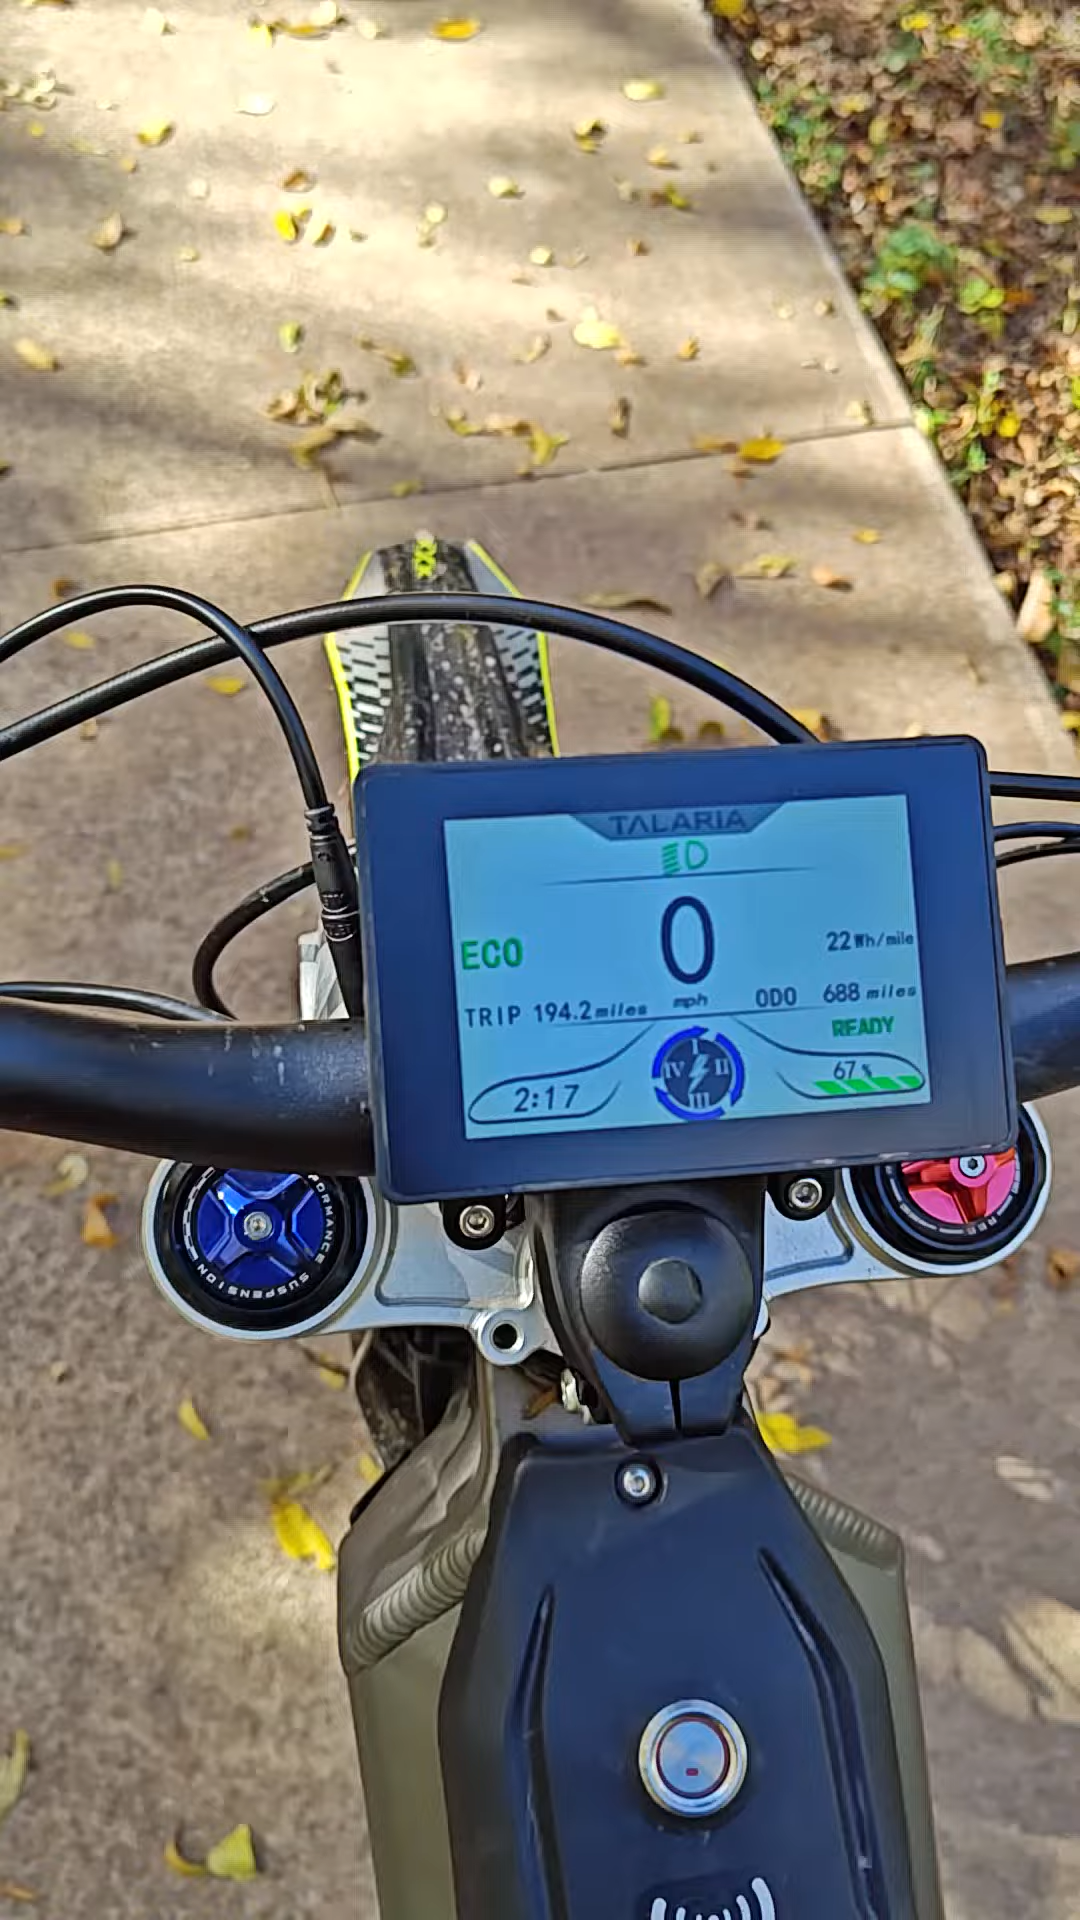 TALARIA
0
ECO
22 Wh/mile
TRIP 194.2 miles
mph
ODO 688 miles
READY
I
IV II
III
67 %
2:17
ORMANCE SUSPENSION